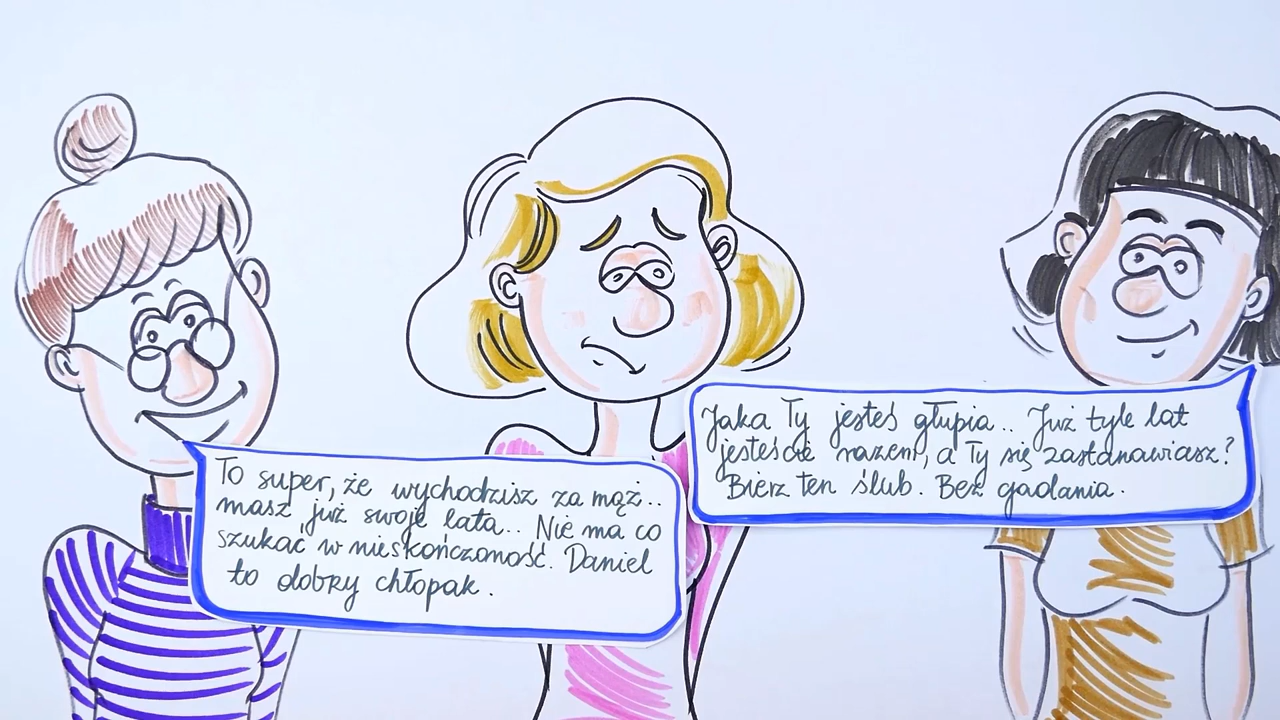 To super, że wychodzisz za mąż..
masz już swoje lata... Nie ma co
szukać w nieskończoność. Daniel
to dobry chłopak.
Jaka Ty jesteś głupia.. Już tyle lat
jesteście razem, a Ty się zastanawiasz?
Bierz ten ślub. Bez gadania.